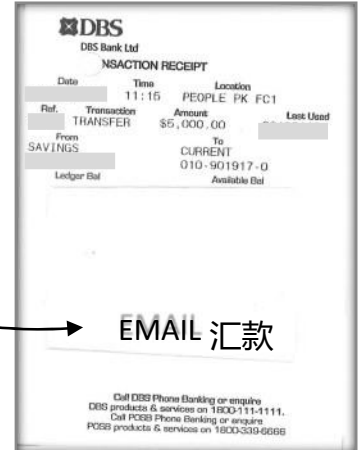 DBS
DBS Bank Ltd
NSACTION RECEIPT
Date Time Location
11:15 PEOPLE PK FC1
Ref. Transaction Amount Last Used
TRANSFER $5,000.00
From To
SAVINGS CURRENT
010-901917-0
Ledger Bal Available Bal
EMAIL 汇款
Call DBS Phone Banking or enquire
DBS products & services on 1800-111-1111.
Call POSB Phone Banking or enquire
POSB products & services on 1800-339-6666